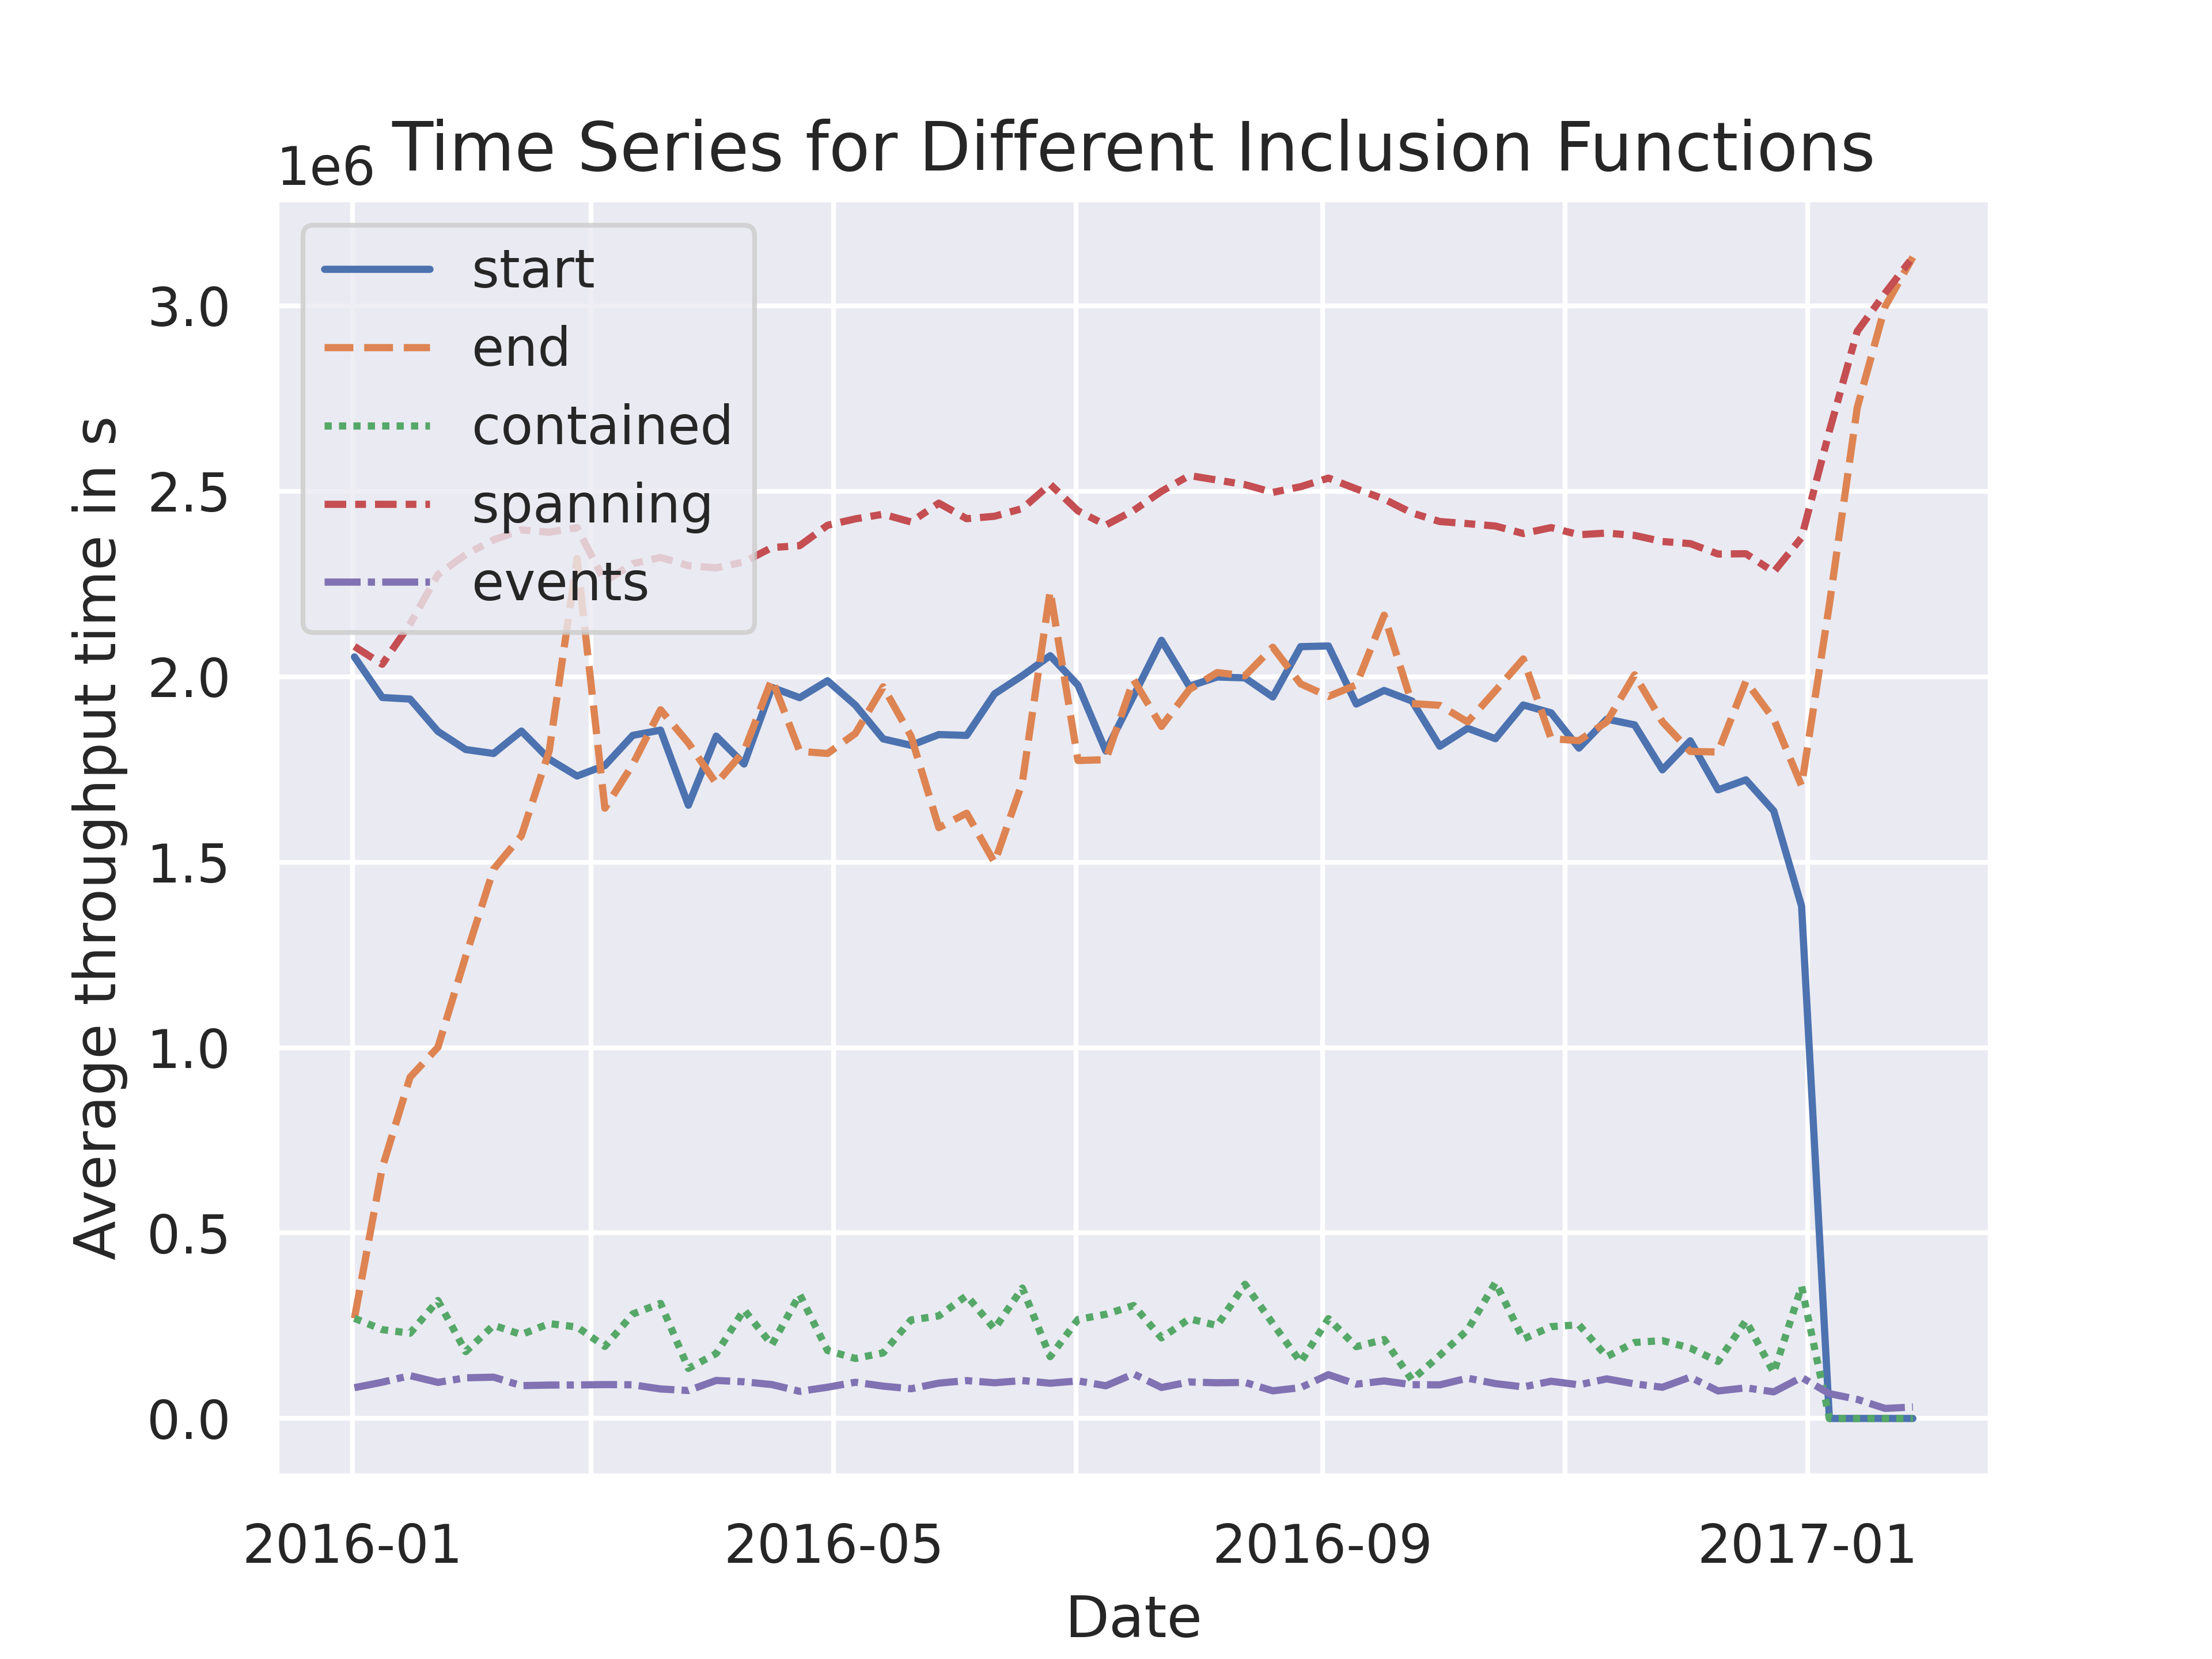 Time Series for Different Inclusion Functions
1e6
start
end
contained
spanning
events
3.0
2.5
2.0
1.5
1.0
0.5
0.0
Average throughput time in s
2016-01 2016-05 2016-09 2017-01
Date